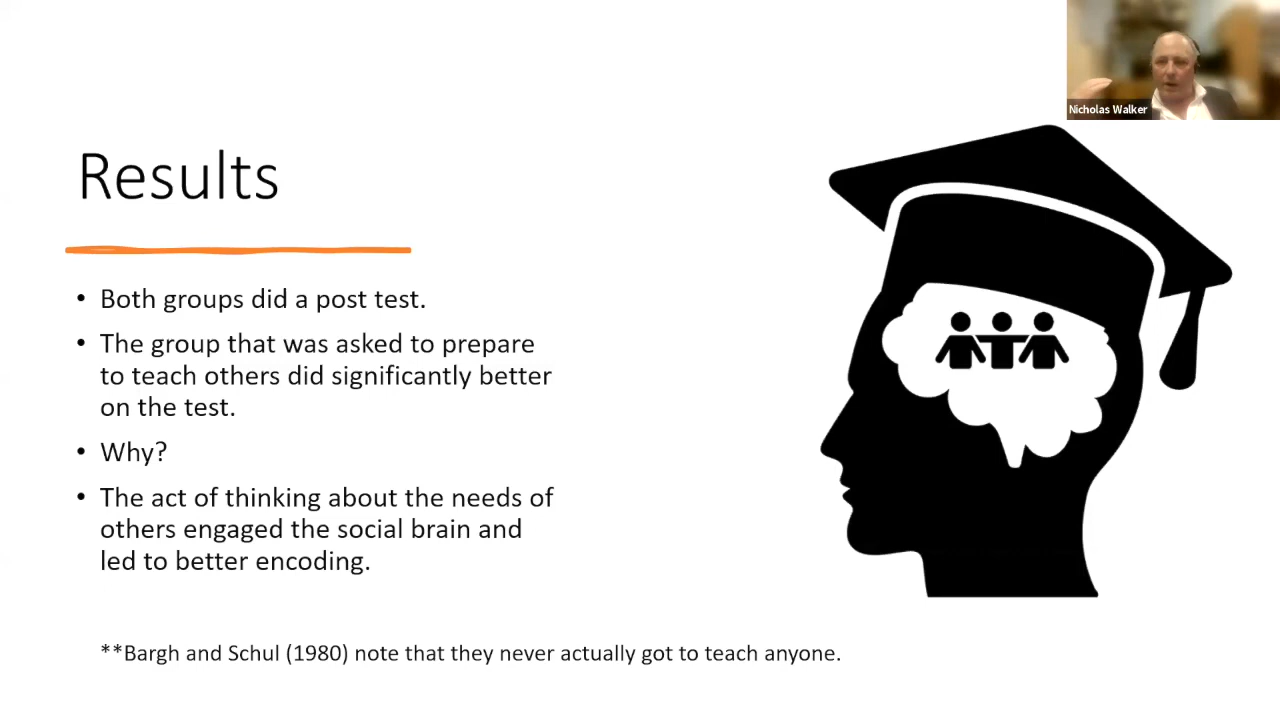 Nicholas Walker
Results
• Both groups did a post test.
• The group that was asked to prepare
to teach others did significantly better
on the test.
• Why?
• The act of thinking about the needs of
others engaged the social brain and
led to better encoding.
**Bargh and Schul (1980) note that they never actually got to teach anyone.